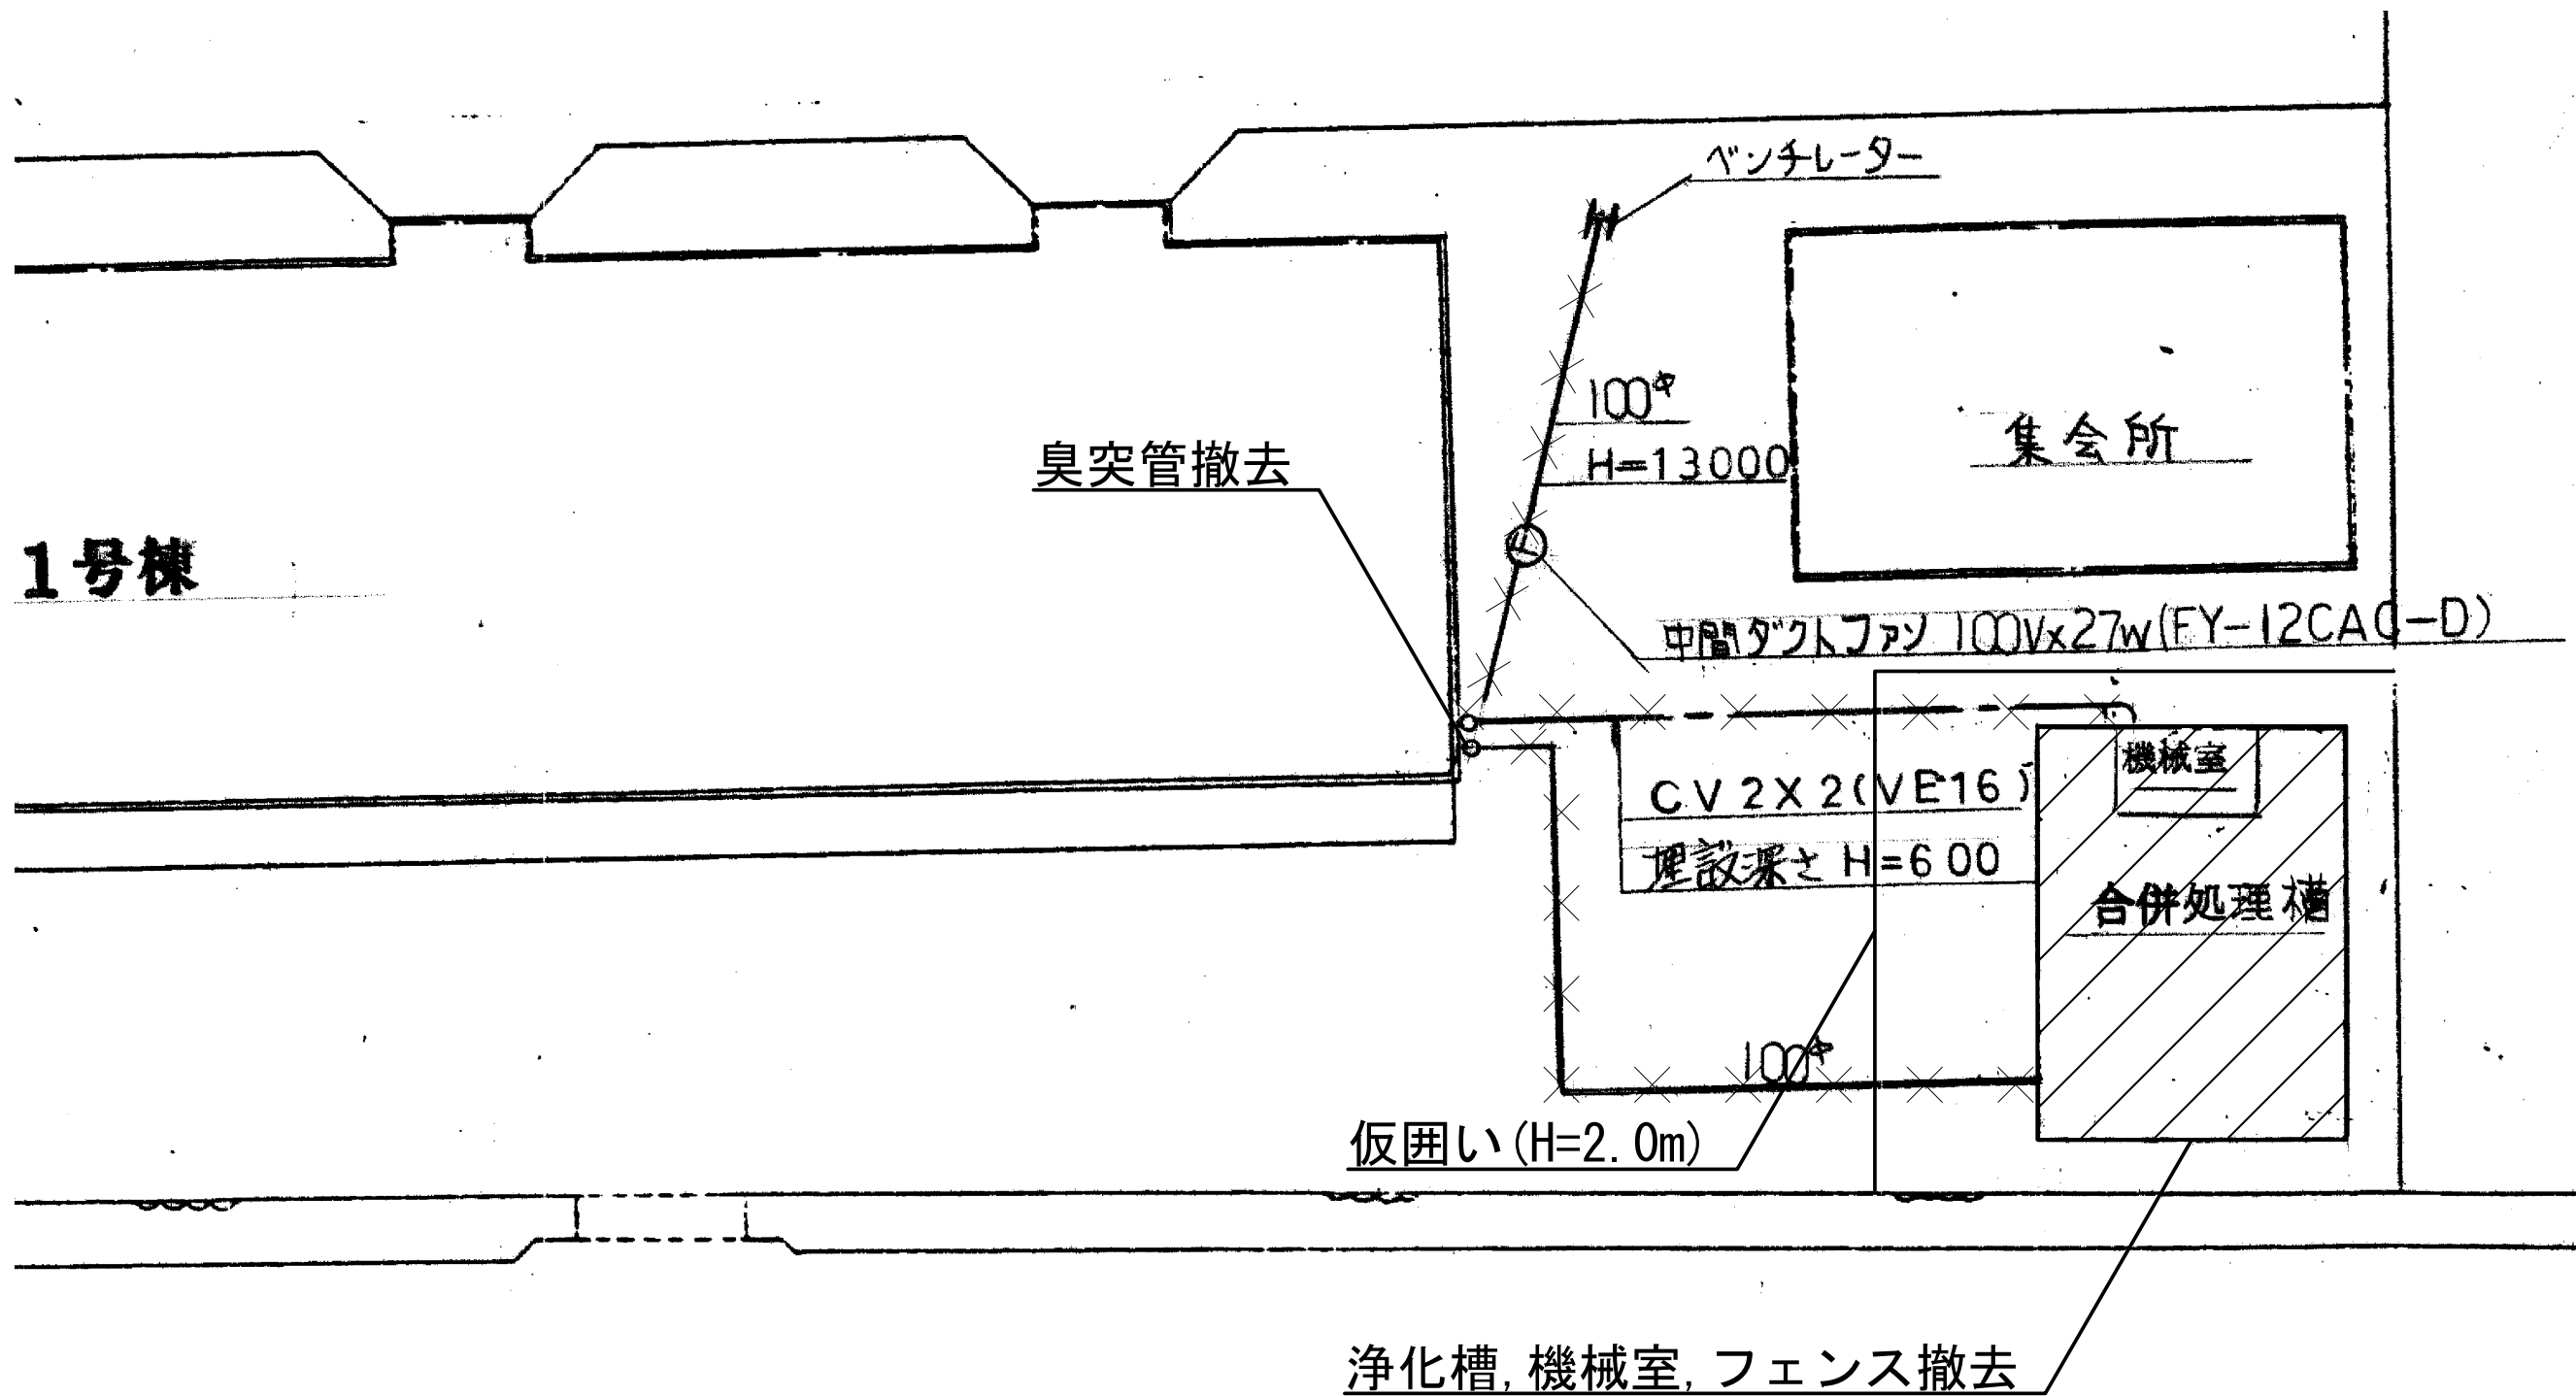 ベンチレーター
100φ
H=13000
集会所
臭突管撤去
1号棟
中間ダクトファン 100V×27w(FY-12CAC-D)
機械室
CV2X2(VE16)
埋設深さ H=600
合併処理槽
100φ
仮囲い(H=2.0m)
浄化槽,機械室,フェンス撤去